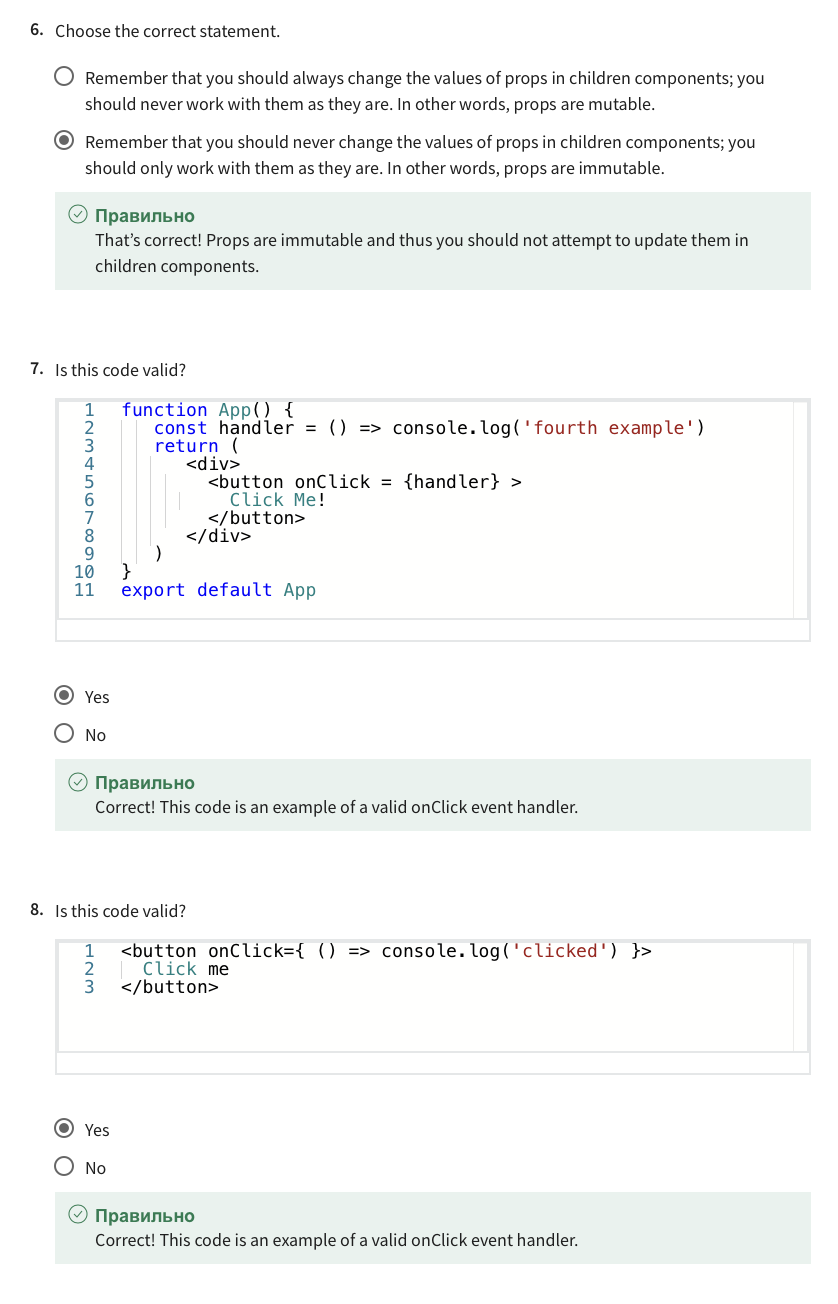 6. Choose the correct statement.
Remember that you should always change the values of props in children components; you
should never work with them as they are. In other words, props are mutable.
Remember that you should never change the values of props in children components; you
should only work with them as they are. In other words, props are immutable.
Правильно
That’s correct! Props are immutable and thus you should not attempt to update them in
children components.
7. Is this code valid?
1 function App() {
2 const handler = () => console.log('fourth example')
3 return (
4 <div>
5 <button onClick = {handler} >
6 Click Me!
7 </button>
8 </div>
9 )
10 }
11 export default App
Yes
No
Правильно
Correct! This code is an example of a valid onClick event handler.
8. Is this code valid?
1 <button onClick={ () => console.log('clicked') }>
2 Click me
3 </button>
Yes
No
Правильно
Correct! This code is an example of a valid onClick event handler.